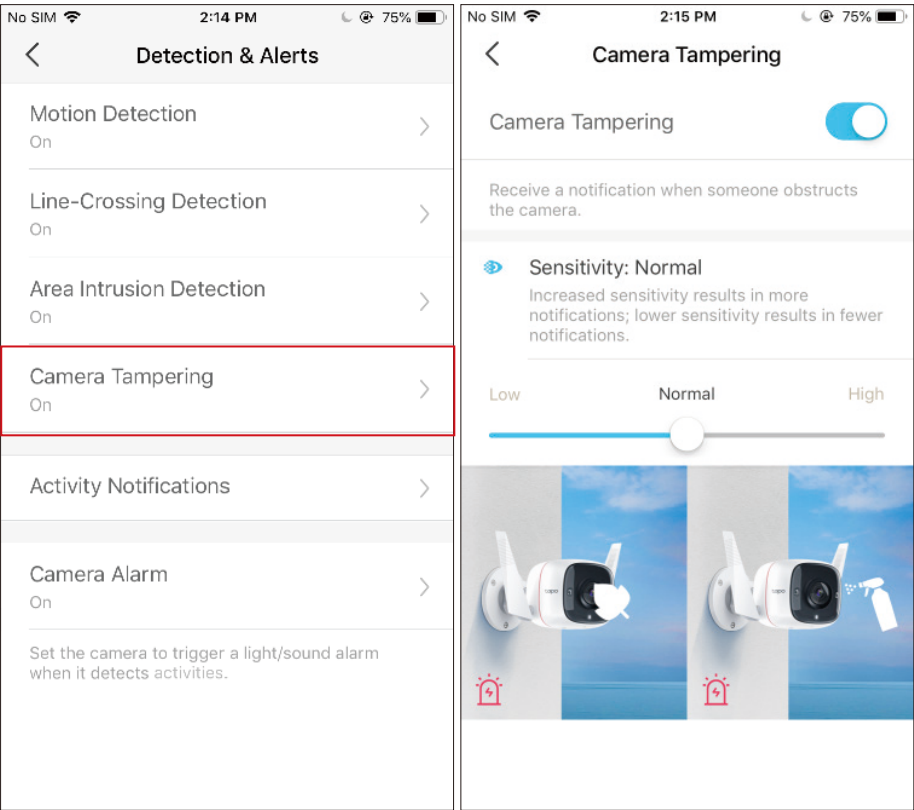 No SIM 2:14 PM 75%
Detection & Alerts
Motion Detection
On
Line-Crossing Detection
On
Area Intrusion Detection
On
Camera Tampering
On
Activity Notifications
Camera Alarm
On
Set the camera to trigger a light/sound alarm
when it detects activities.
No SIM 2:15 PM 75%
Camera Tampering
Camera Tampering
Receive a notification when someone obstructs
the camera.
Sensitivity: Normal
Increased sensitivity results in more
notifications; lower sensitivity results in fewer
notifications.
Low Normal High
tapo
tapo